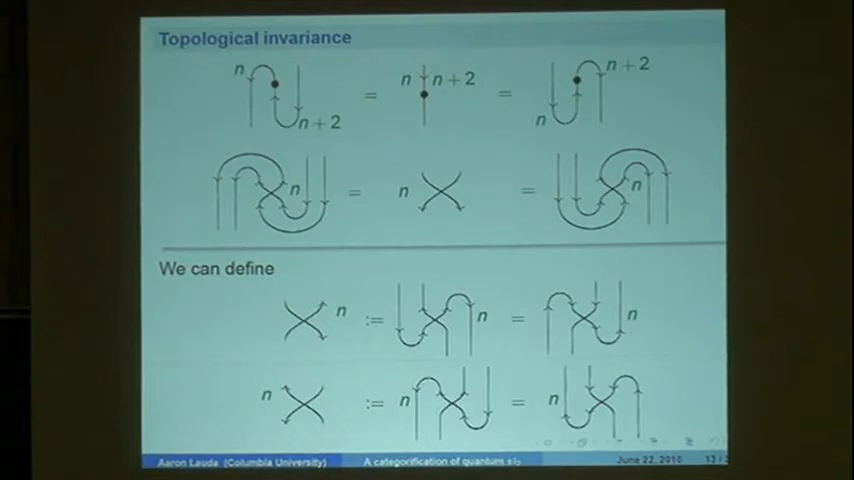 Topological invariance
n = n n + 2 = n + 2
n + 2 n
n = n = n
We can define
n := n = n
n := n = n
Aaron Lauda (Columbia University) A categorification of quantum sl₂ June 22, 2010 13 /